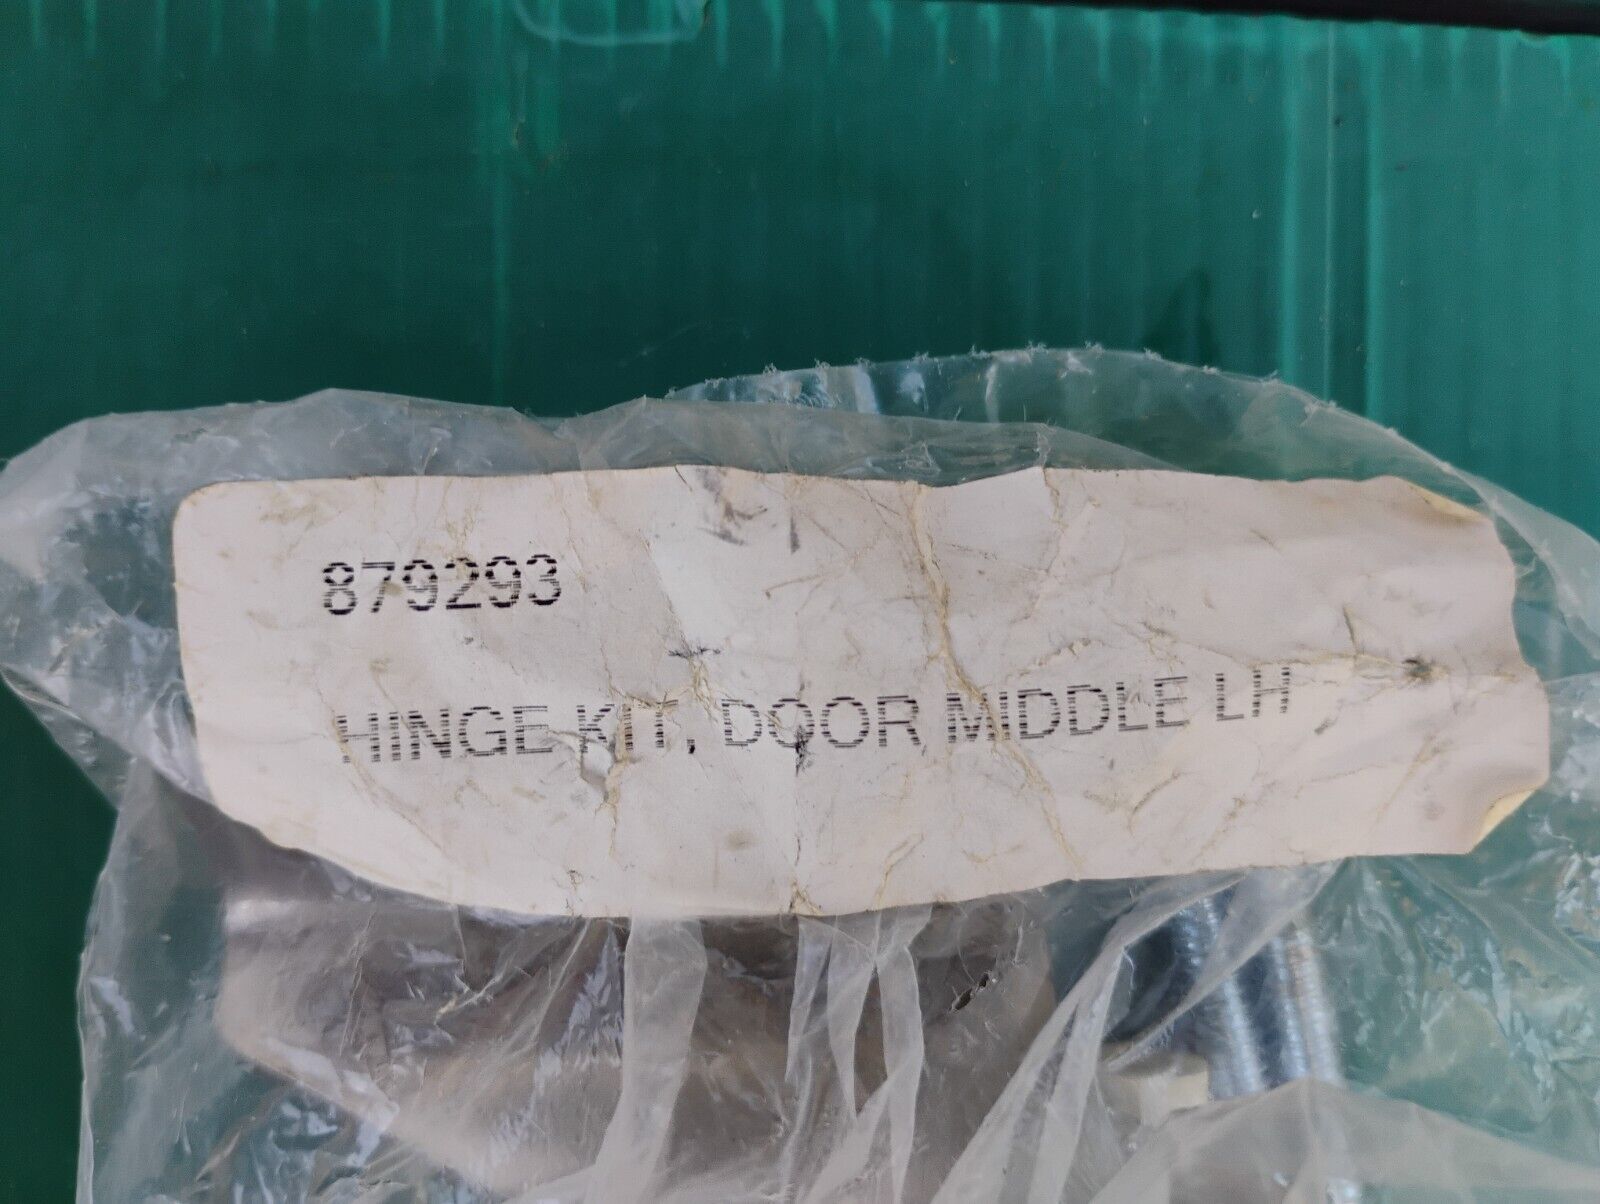 879293
HINGE KIT, DOOR MIDDLE LH